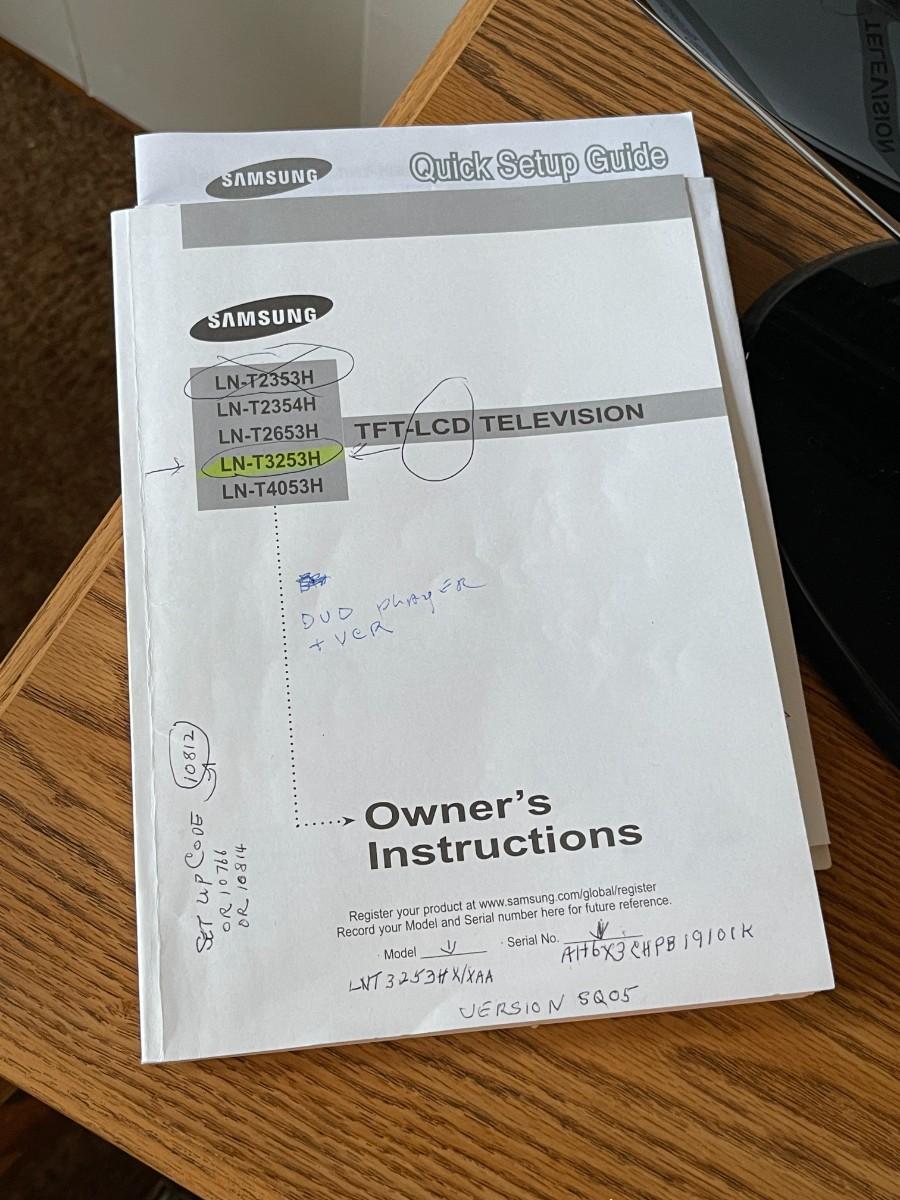 TELEVISION
SAMSUNG
Quick Setup Guide
SAMSUNG
LN-T2353H
LN-T2354H
LN-T2653H
LN-T3253H
LN-T4053H
TFT-LCD TELEVISION
DVD PLAYER
+ VCR
SET UP CODE 10812
OR 10766
OR 10814
Owner's
Instructions
Register your product at www.samsung.com/global/register
Record your Model and Serial number here for future reference.
· Model
· Serial No.
LNT3253HX/XAA
VERSION SQ05